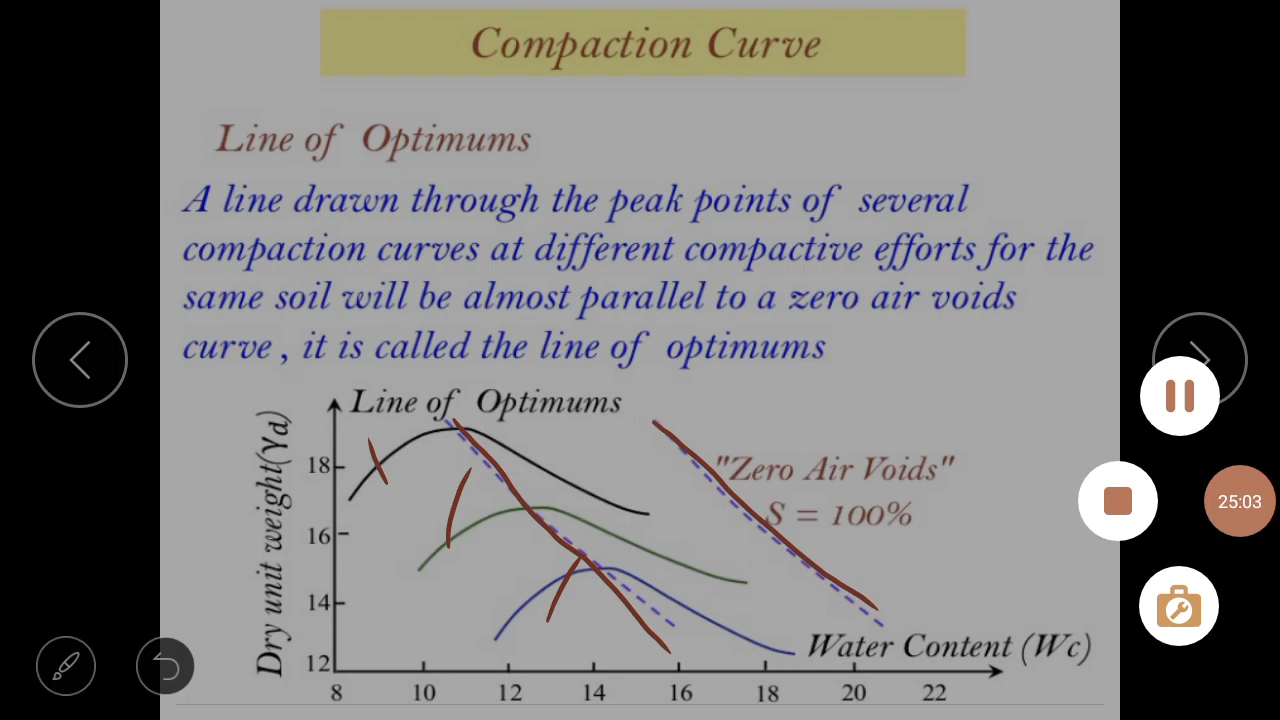 Compaction Curve
Line of Optimums
A line drawn through the peak points of several
compaction curves at different compactive efforts for the
same soil will be almost parallel to a zero air voids
curve , it is called the line of optimums
Line of Optimums
Dry unit weight(γd)
18
16
14
12
"Zero Air Voids"
S = 100%
Water Content (Wc)
8 10 12 14 16 18 20 22
25:03